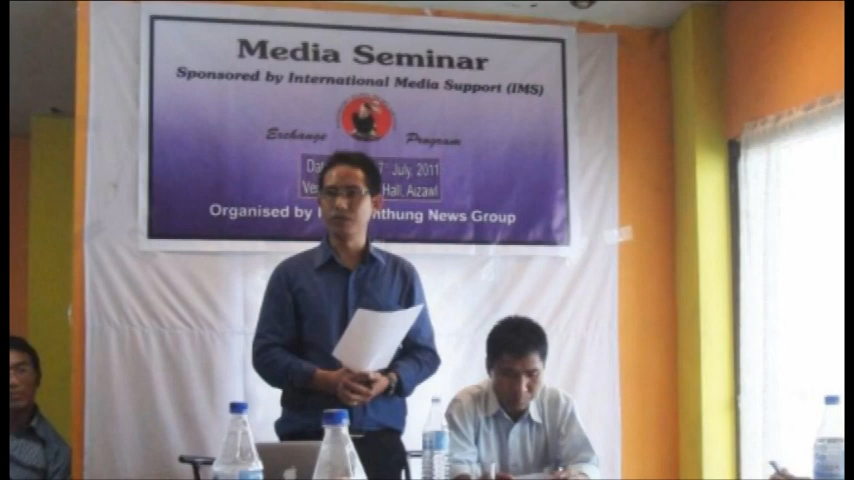 Media Seminar
Sponsored by International Media Support (IMS)
Exchange Program
July, 2011
Hall, Aizawl
Organised by News Group